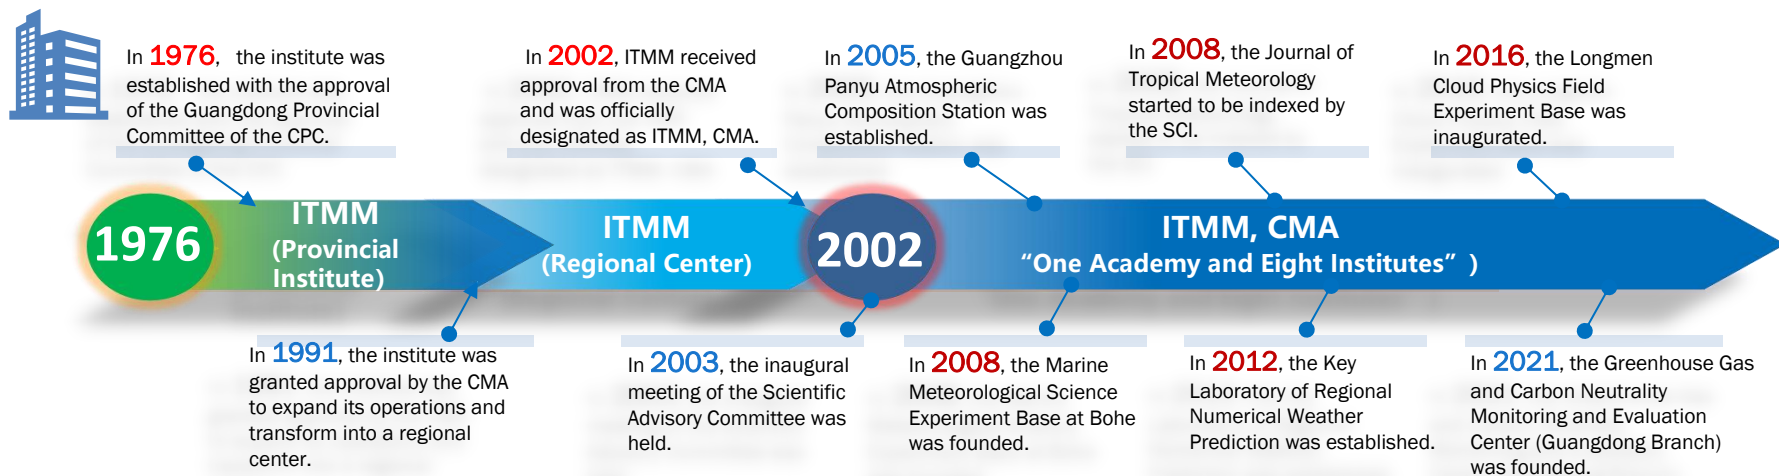 In 1976, the institute was
established with the approval
of the Guangdong Provincial
Committee of the CPC.
In 2002, ITMM received
approval from the CMA
and was officially
designated as ITMM, CMA.
In 2005, the Guangzhou
Panyu Atmospheric
Composition Station was
established.
In 2008, the Journal of
Tropical Meteorology
started to be indexed by
the SCI.
In 2016, the Longmen
Cloud Physics Field
Experiment Base was
inaugurated.
1976
ITMM
(Provincial
Institute)
ITMM
(Regional Center)
2002
ITMM, CMA
“One Academy and Eight Institutes” )
In 1991, the institute was
granted approval by the CMA
to expand its operations and
transform into a regional
center.
In 2003, the inaugural
meeting of the Scientific
Advisory Committee was
held.
In 2008, the Marine
Meteorological Science
Experiment Base at Bohe
was founded.
In 2012, the Key
Laboratory of Regional
Numerical Weather
Prediction was established.
In 2021, the Greenhouse Gas
and Carbon Neutrality
Monitoring and Evaluation
Center (Guangdong Branch)
was founded.